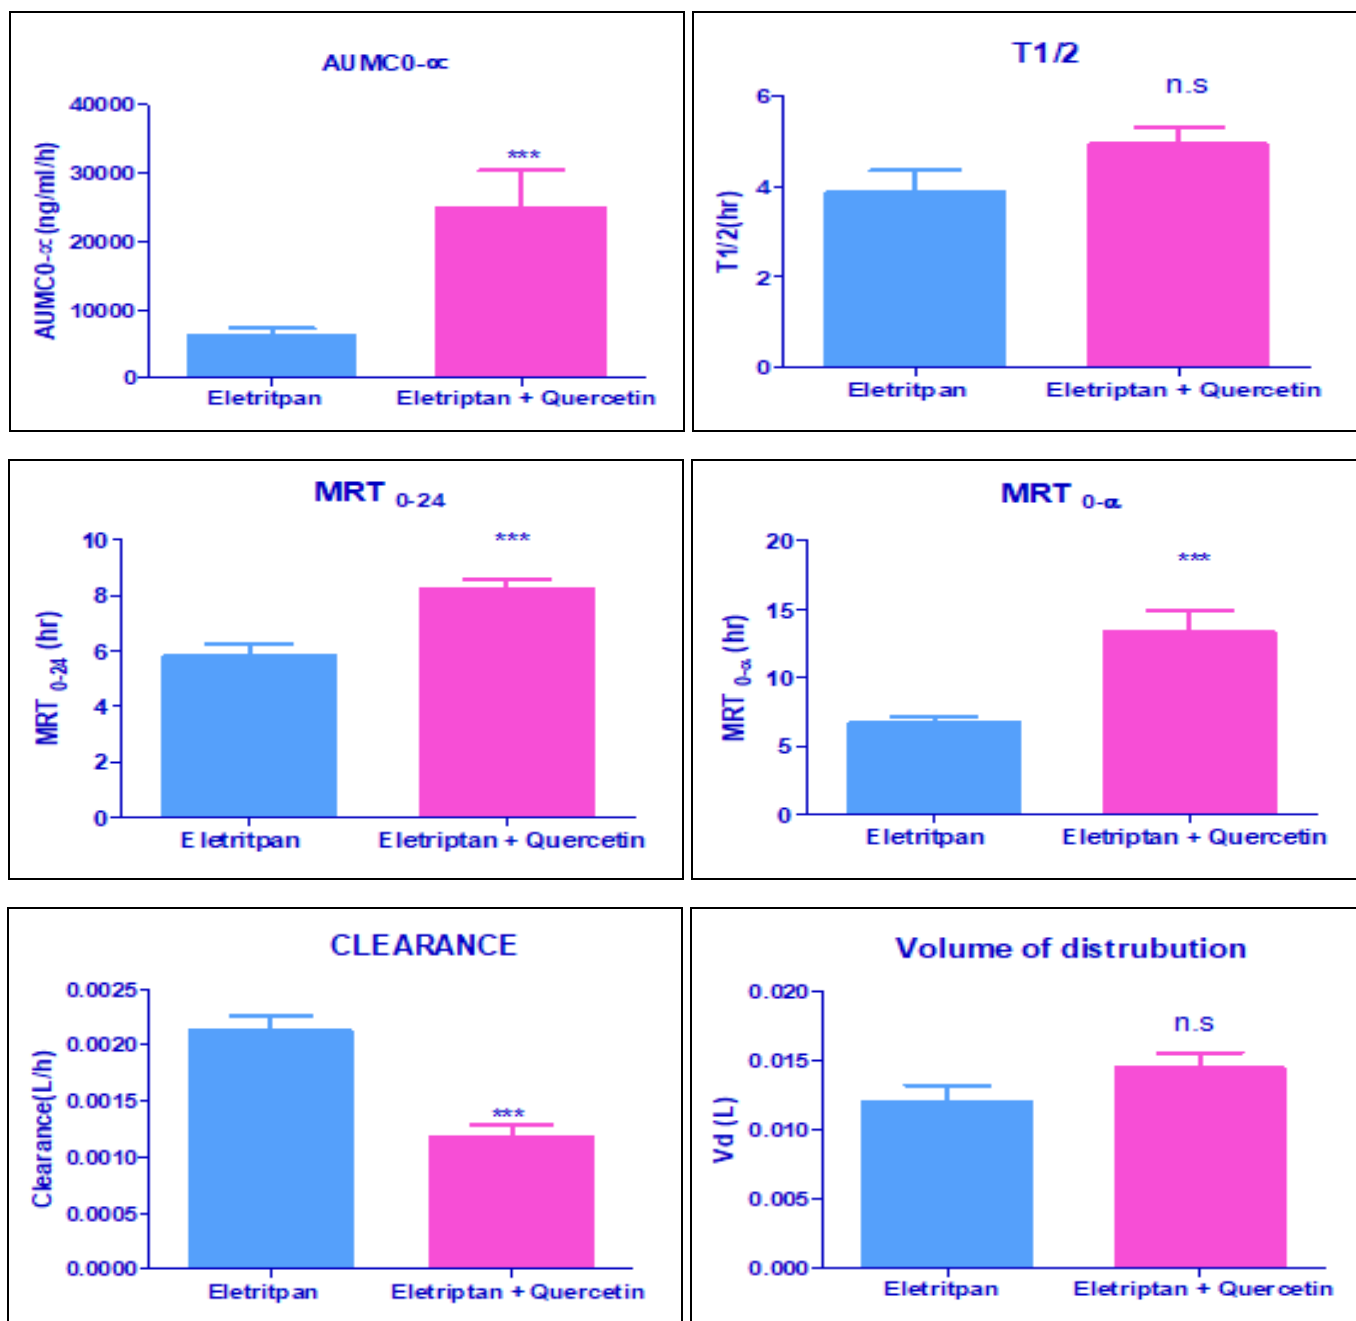 AUMC0-∝
AUMC0-∝ (ng/ml/h)
40000
30000
20000
10000
0
***
Eletritpan
Eletriptan + Quercetin
T1/2
T1/2(hr)
6
4
2
0
n.s
Eletritpan
Eletriptan + Quercetin
MRT 0-24
MRT 0-24 (hr)
10
8
6
4
2
0
***
Eletritpan
Eletriptan + Quercetin
MRT 0-α
MRT 0-α (hr)
20
15
10
5
0
***
Eletritpan
Eletriptan + Quercetin
CLEARANCE
Clearance(L/h)
0.0025
0.0020
0.0015
0.0010
0.0005
0.0000
***
Eletritpan
Eletriptan + Quercetin
Volume of distrubution
Vd (L)
0.020
0.015
0.010
0.005
0.000
n.s
Eletritpan
Eletriptan + Quercetin